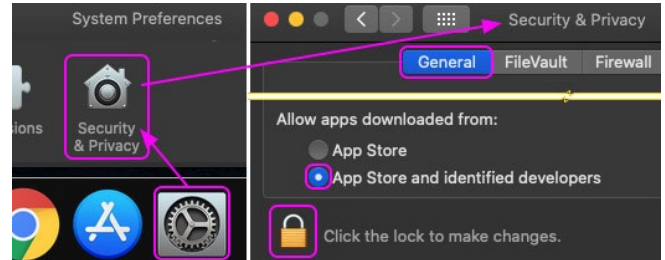 System Preferences
ions
Security
& Privacy
Security & Privacy
General FileVault Firewall
Allow apps downloaded from:
App Store
App Store and identified developers
Click the lock to make changes.